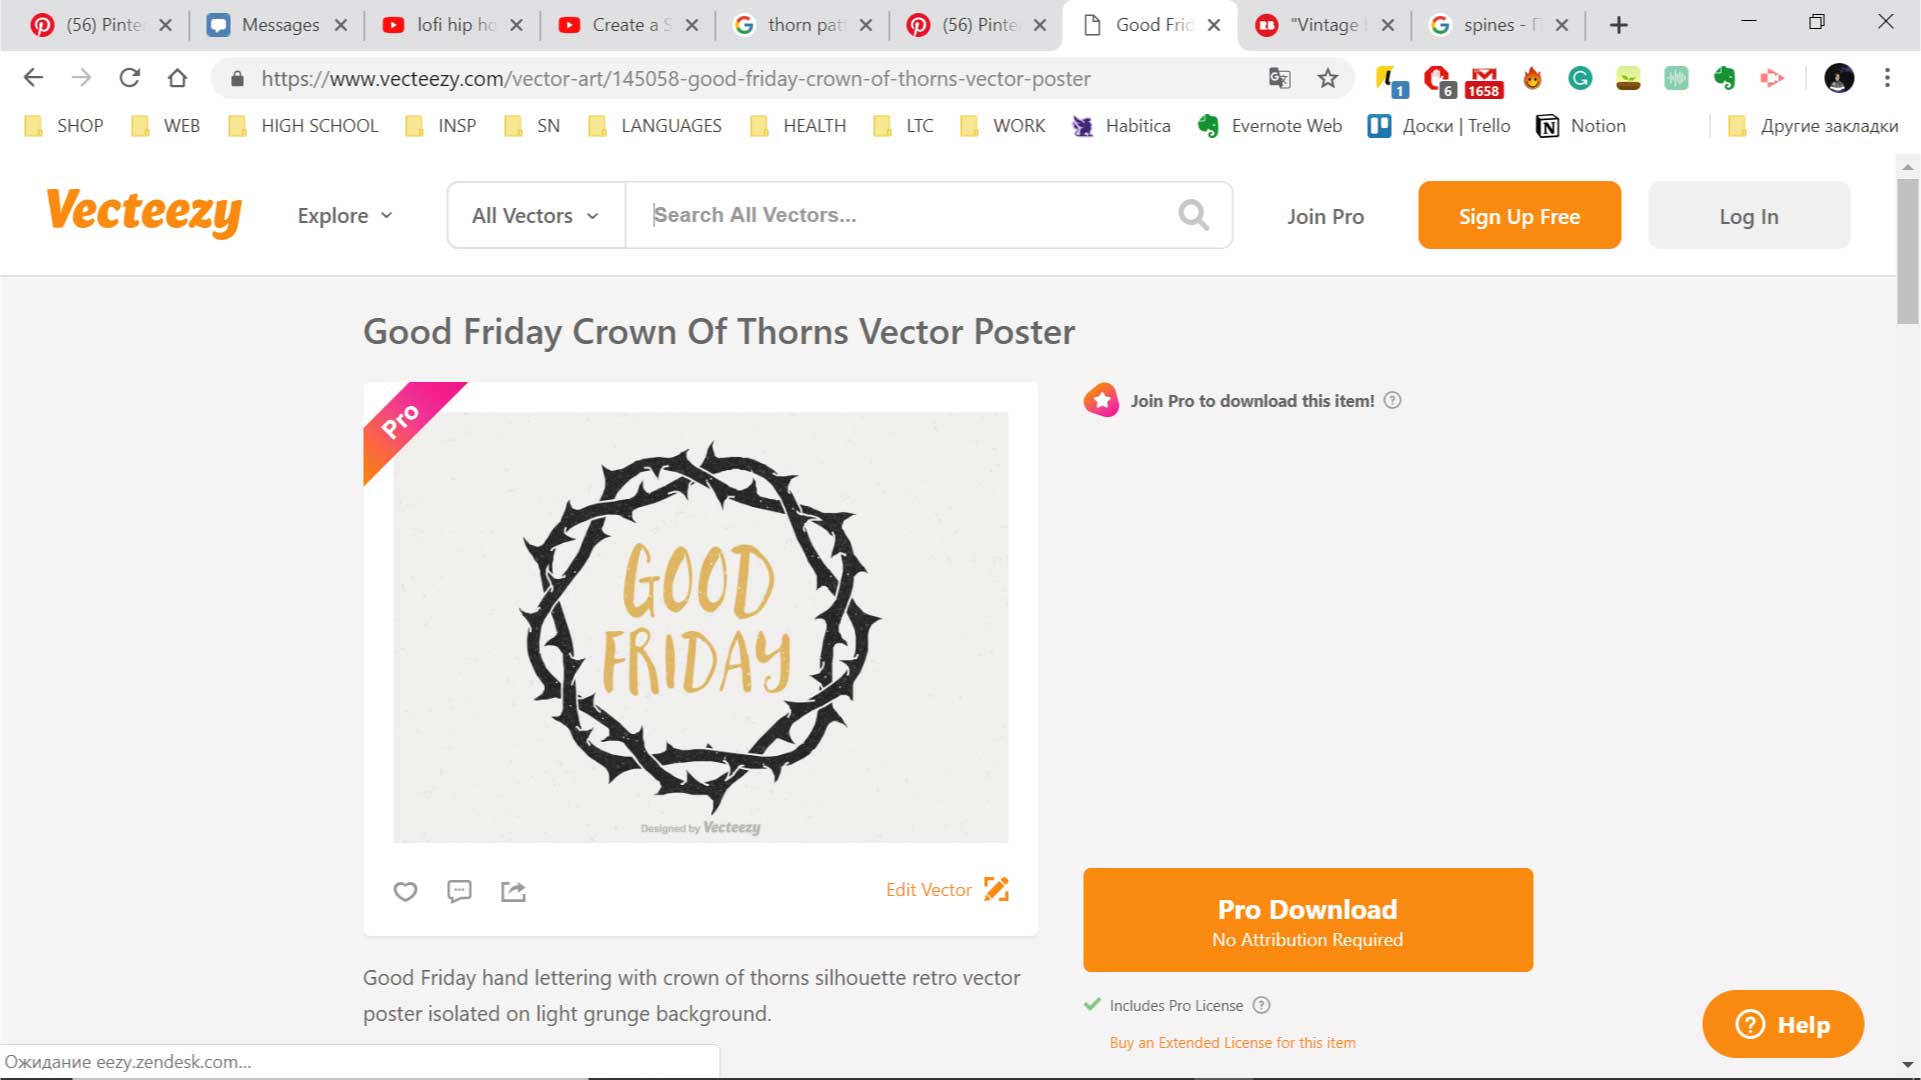 (56) Pinte
Messages
lofi hip ho
Create a S
thorn pat
(56) Pinte
Good Frid
"Vintage
spines - П
https://www.vecteezy.com/vector-art/145058-good-friday-crown-of-thorns-vector-poster
1
6
1658
SHOP
WEB
HIGH SCHOOL
INSP
SN
LANGUAGES
HEALTH
LTC
WORK
Habitica
Evernote Web
Доски | Trello
Notion
Другие закладки
Vecteezy
Explore
All Vectors
Search All Vectors...
Join Pro
Sign Up Free
Log In
Good Friday Crown Of Thorns Vector Poster
Pro
Join Pro to download this item!
GOOD
FRIDAY
Designed by Vecteezy
Edit Vector
Pro Download
No Attribution Required
Good Friday hand lettering with crown of thorns silhouette retro vector
poster isolated on light grunge background.
Includes Pro License
Buy an Extended License for this item
Help
Ожидание eezy.zendesk.com...